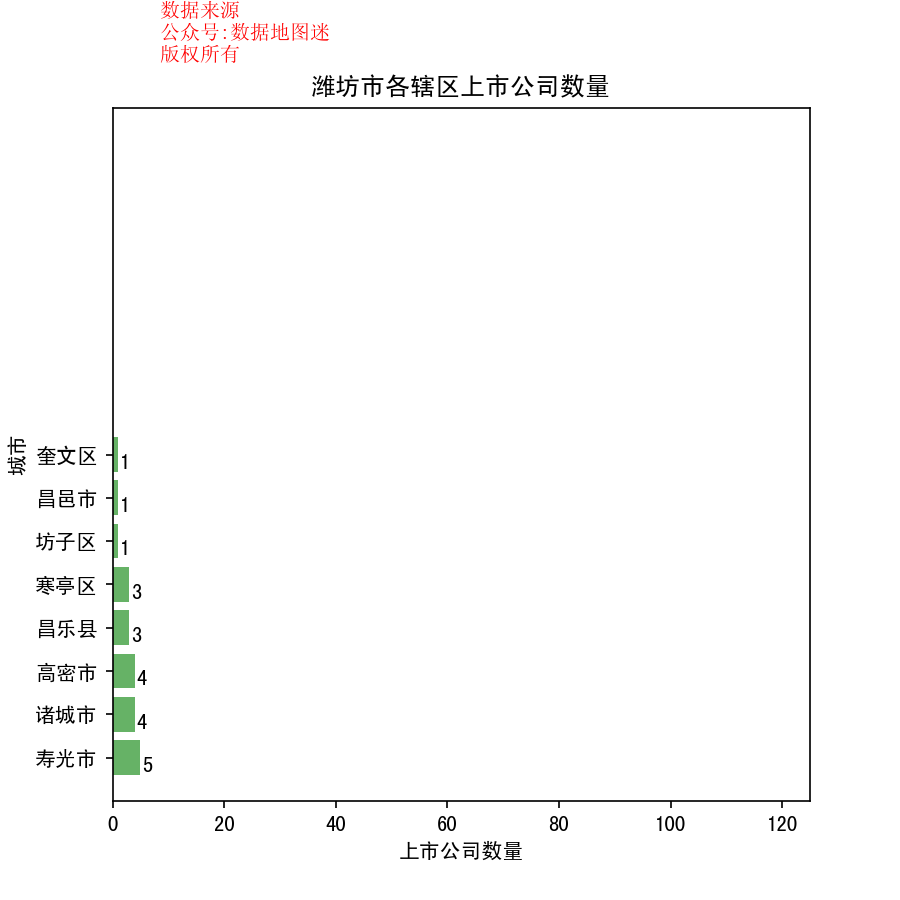 数据来源
公众号:数据地图迷
版权所有
潍坊市各辖区上市公司数量
城市
奎文区 1
昌邑市 1
坊子区 1
寒亭区 3
昌乐县 3
高密市 4
诸城市 4
寿光市 5
0 20 40 60 80 100 120
上市公司数量